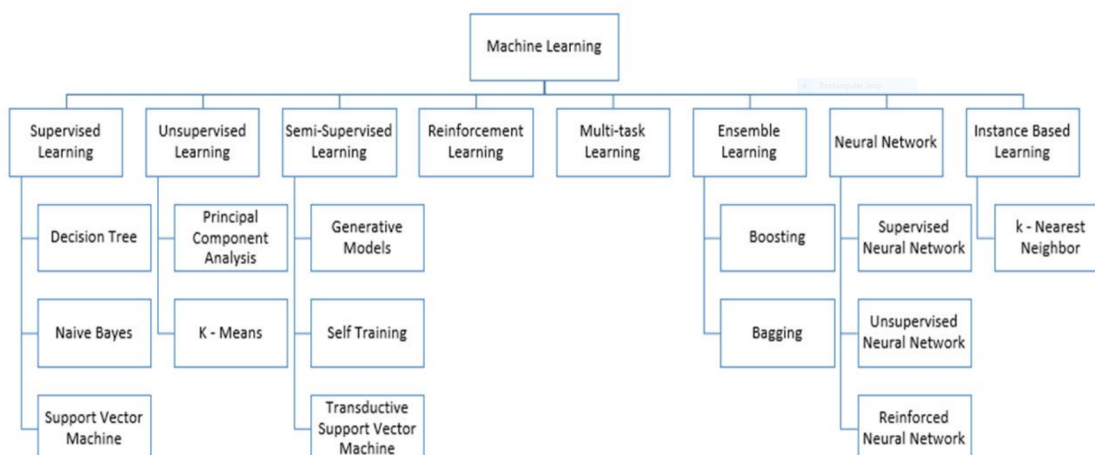 Machine Learning
Rectangular Snip
Supervised
Learning
Unsupervised
Learning
Semi-Supervised
Learning
Reinforcement
Learning
Multi-task
Learning
Ensemble
Learning
Neural Network
Instance Based
Learning
Decision Tree
Principal
Component
Analysis
Generative
Models
Boosting
Supervised
Neural Network
k - Nearest
Neighbor
Naive Bayes
K - Means
Self Training
Bagging
Unsupervised
Neural Network
Support Vector
Machine
Transductive
Support Vector
Machine
Reinforced
Neural Network